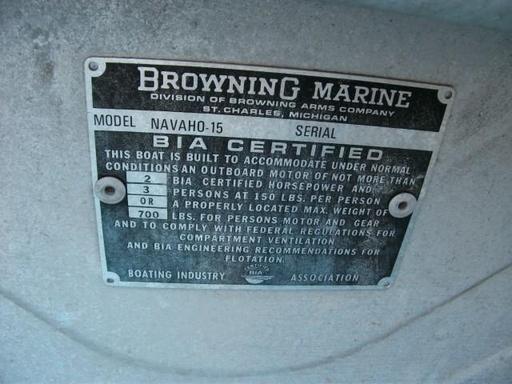 BROWNING MARINE
DIVISION OF BROWNING ARMS COMPANY
ST. CHARLES, MICHIGAN
MODEL NAVAHO-15 SERIAL
BIA CERTIFIED
THIS BOAT IS BUILT TO ACCOMMODATE UNDER NORMAL
CONDITIONS AN OUTBOARD MOTOR OF NOT MORE THAN
2 BIA CERTIFIED HORSEPOWER AND
3 PERSONS AT 150 LBS. PER PERSON
OR A PROPERLY LOCATED MAX. WEIGHT OF
700 LBS. FOR PERSONS MOTOR AND GEAR
AND TO COMPLY WITH FEDERAL REGULATIONS FOR
COMPARTMENT VENTILATION
AND BIA ENGINEERING RECOMMENDATIONS FOR
FLOTATION.
BOATING INDUSTRY BIA ASSOCIATION